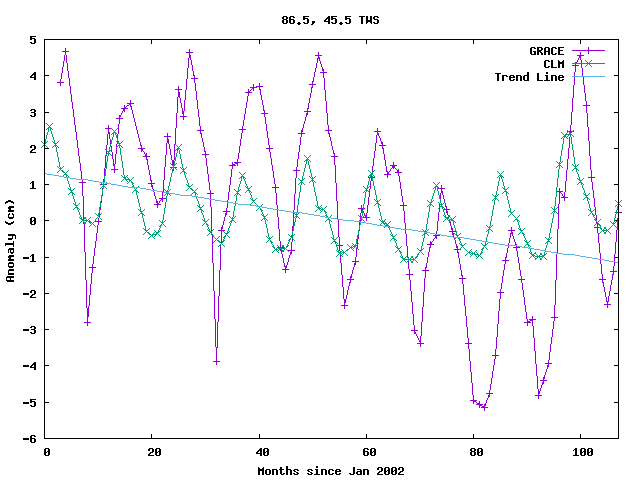 86.5, 45.5 TWS
GRACE
CLM
Trend Line
5
4
3
2
1
0
-1
-2
-3
-4
-5
-6
Anomaly (cm)
0 20 40 60 80 100
Months since Jan 2002